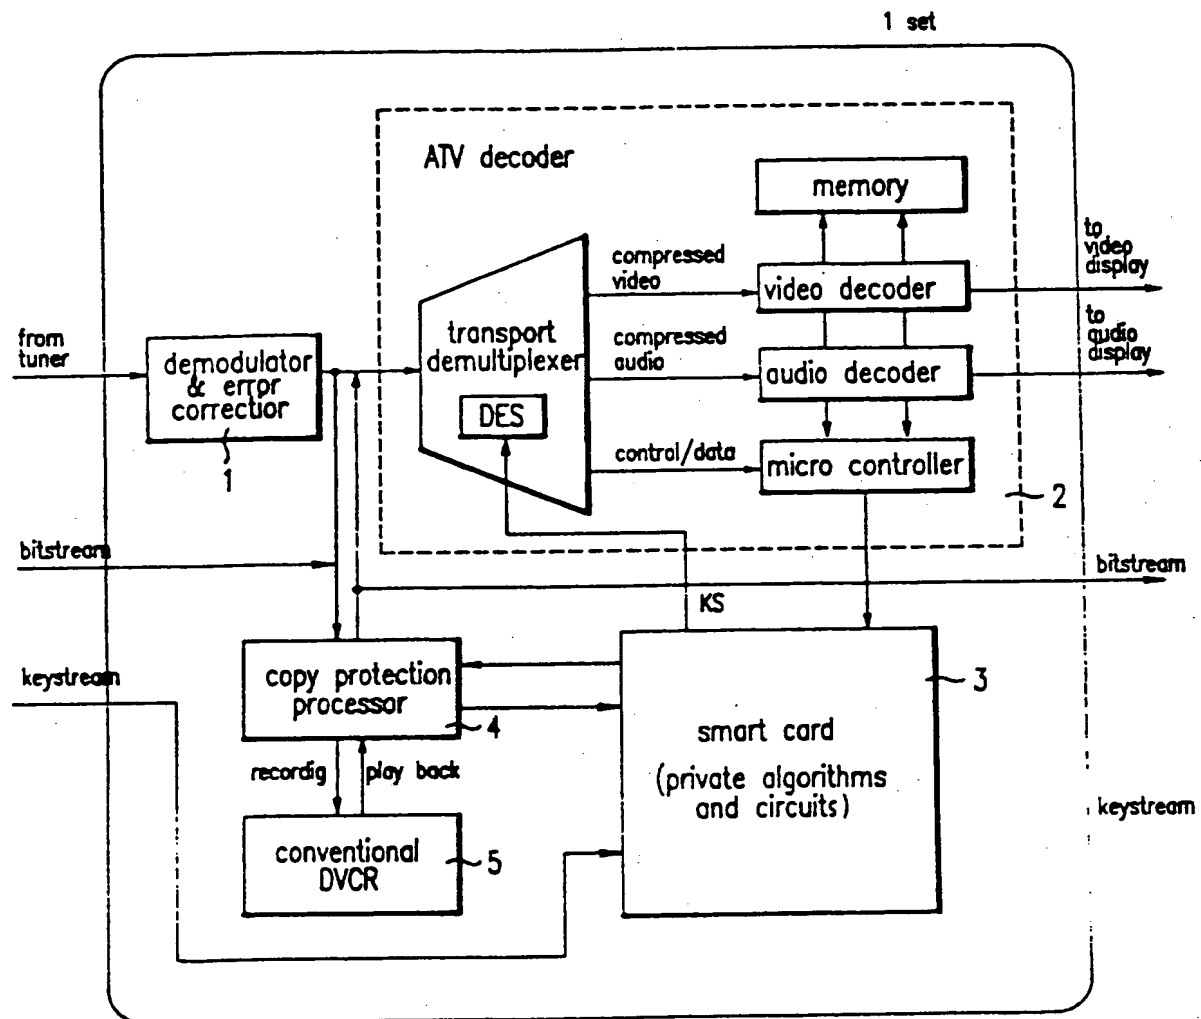 1 set
ATV decoder
memory
compressed
video
video decoder
to
video
display
from
tuner
demodulator
& error
correction
1
transport
demultiplexer
DES
compressed
audio
audio decoder
to
audio
display
control/data
micro controller
2
bitstream
bitstream
KS
keystream
copy protection
processor
4
3
smart card
(private algorithms
and circuits)
recordig
play back
keystream
conventional
DVCR
5